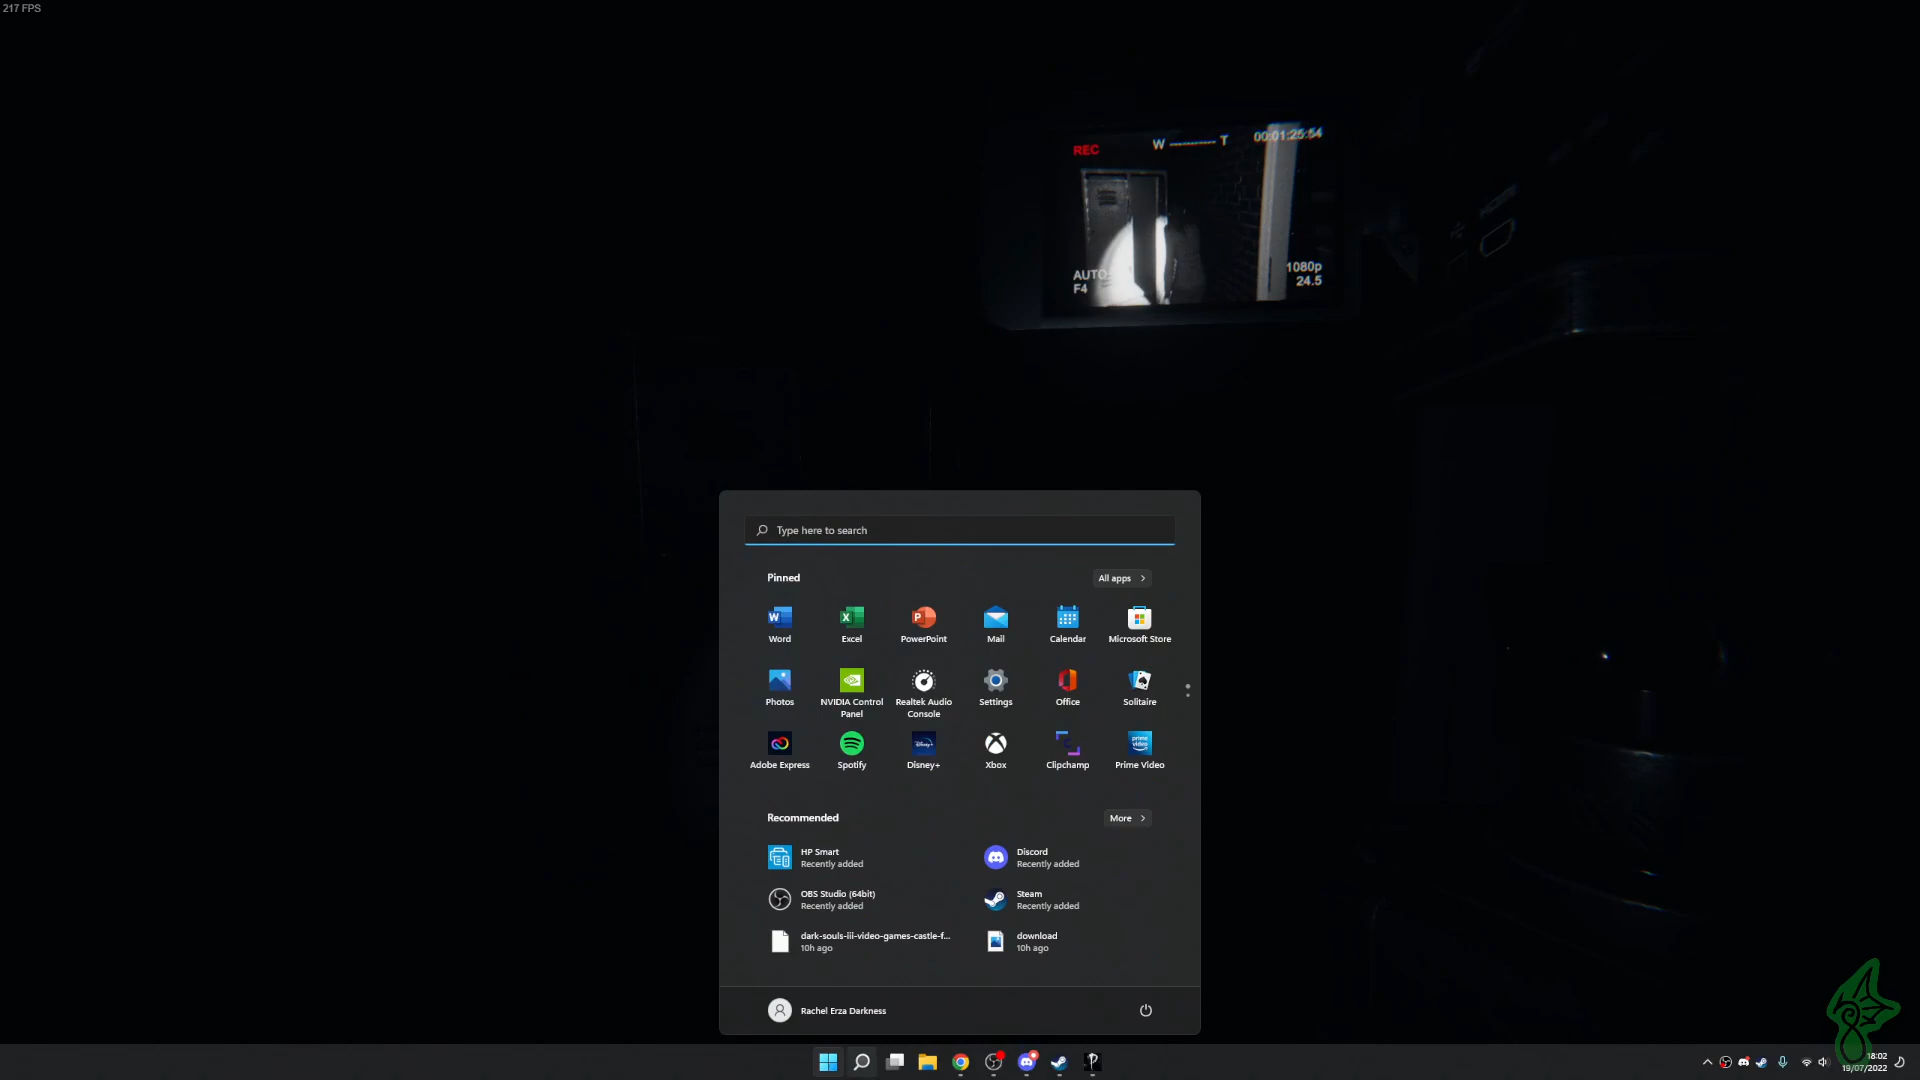 217 FPS
REC
W ---------- T
00:01:25:54
AUTO
F4
1080p
24.5
Type here to search
Pinned
All apps
Word
Excel
PowerPoint
Mail
Calendar
Microsoft Store
Photos
NVIDIA Control
Panel
Realtek Audio
Console
Settings
Office
Solitaire
Adobe Express
Spotify
Disney+
Xbox
Clipchamp
Prime Video
Recommended
More
HP Smart
Recently added
Discord
Recently added
OBS Studio (64bit)
Recently added
Steam
Recently added
dark-souls-iii-video-games-castle-f...
10h ago
download
10h ago
Rachel Erza Darkness
18:02
19/07/2022